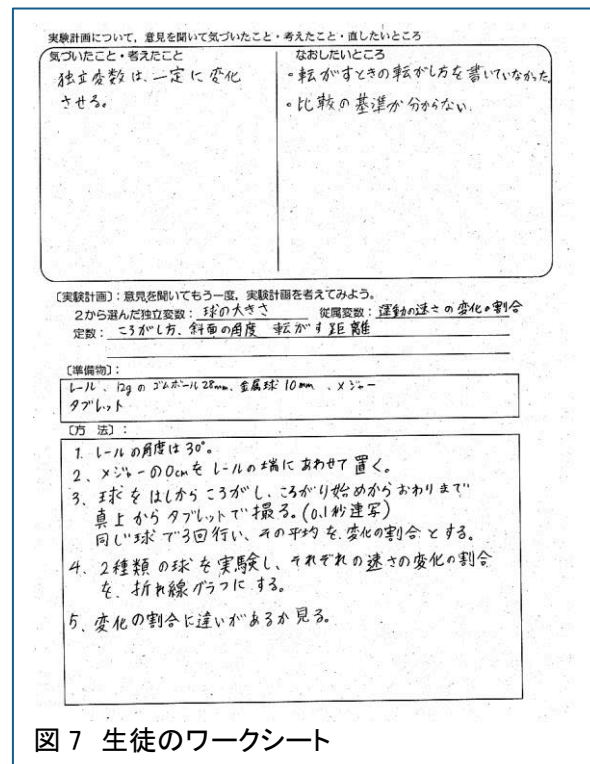 実験計画について，意見を聞いて気づいたこと・考えたこと・直したいところ
気づいたこと・考えたこと
独立変数は、一定に変化
させる。
なおしたいところ
・転がすときの転がし方を書いていなかった
・比較の基準が分からない．
〔実験計画〕：意見を聞いてもう一度，実験計画を考えてみよう。
2から選んだ独立変数：球の大きさ 従属変数：運動の速さの変化の割合
定数：ころがし方、斜面の角度 転がす距離
〔準備物〕：
レール、12gのゴムボール28mm、金属球10mm、メジャー
タブレット
〔方 法〕：
1. レールの角度は30°。
2. メジャーの0cmをレールの端にあわせて置く。
3. 球をはしからころがし、ころがり始めからおわりまで
真上からタブレットで撮る。(0.1秒連写)
同じ球で3回行い、その平均を変化の割合とする。
4. 2種類の球を実験し、それぞれの速さの変化の割合
を、折れ線グラフにする。
5. 変化の割合に違いがあるか見る。
図7 生徒のワークシート